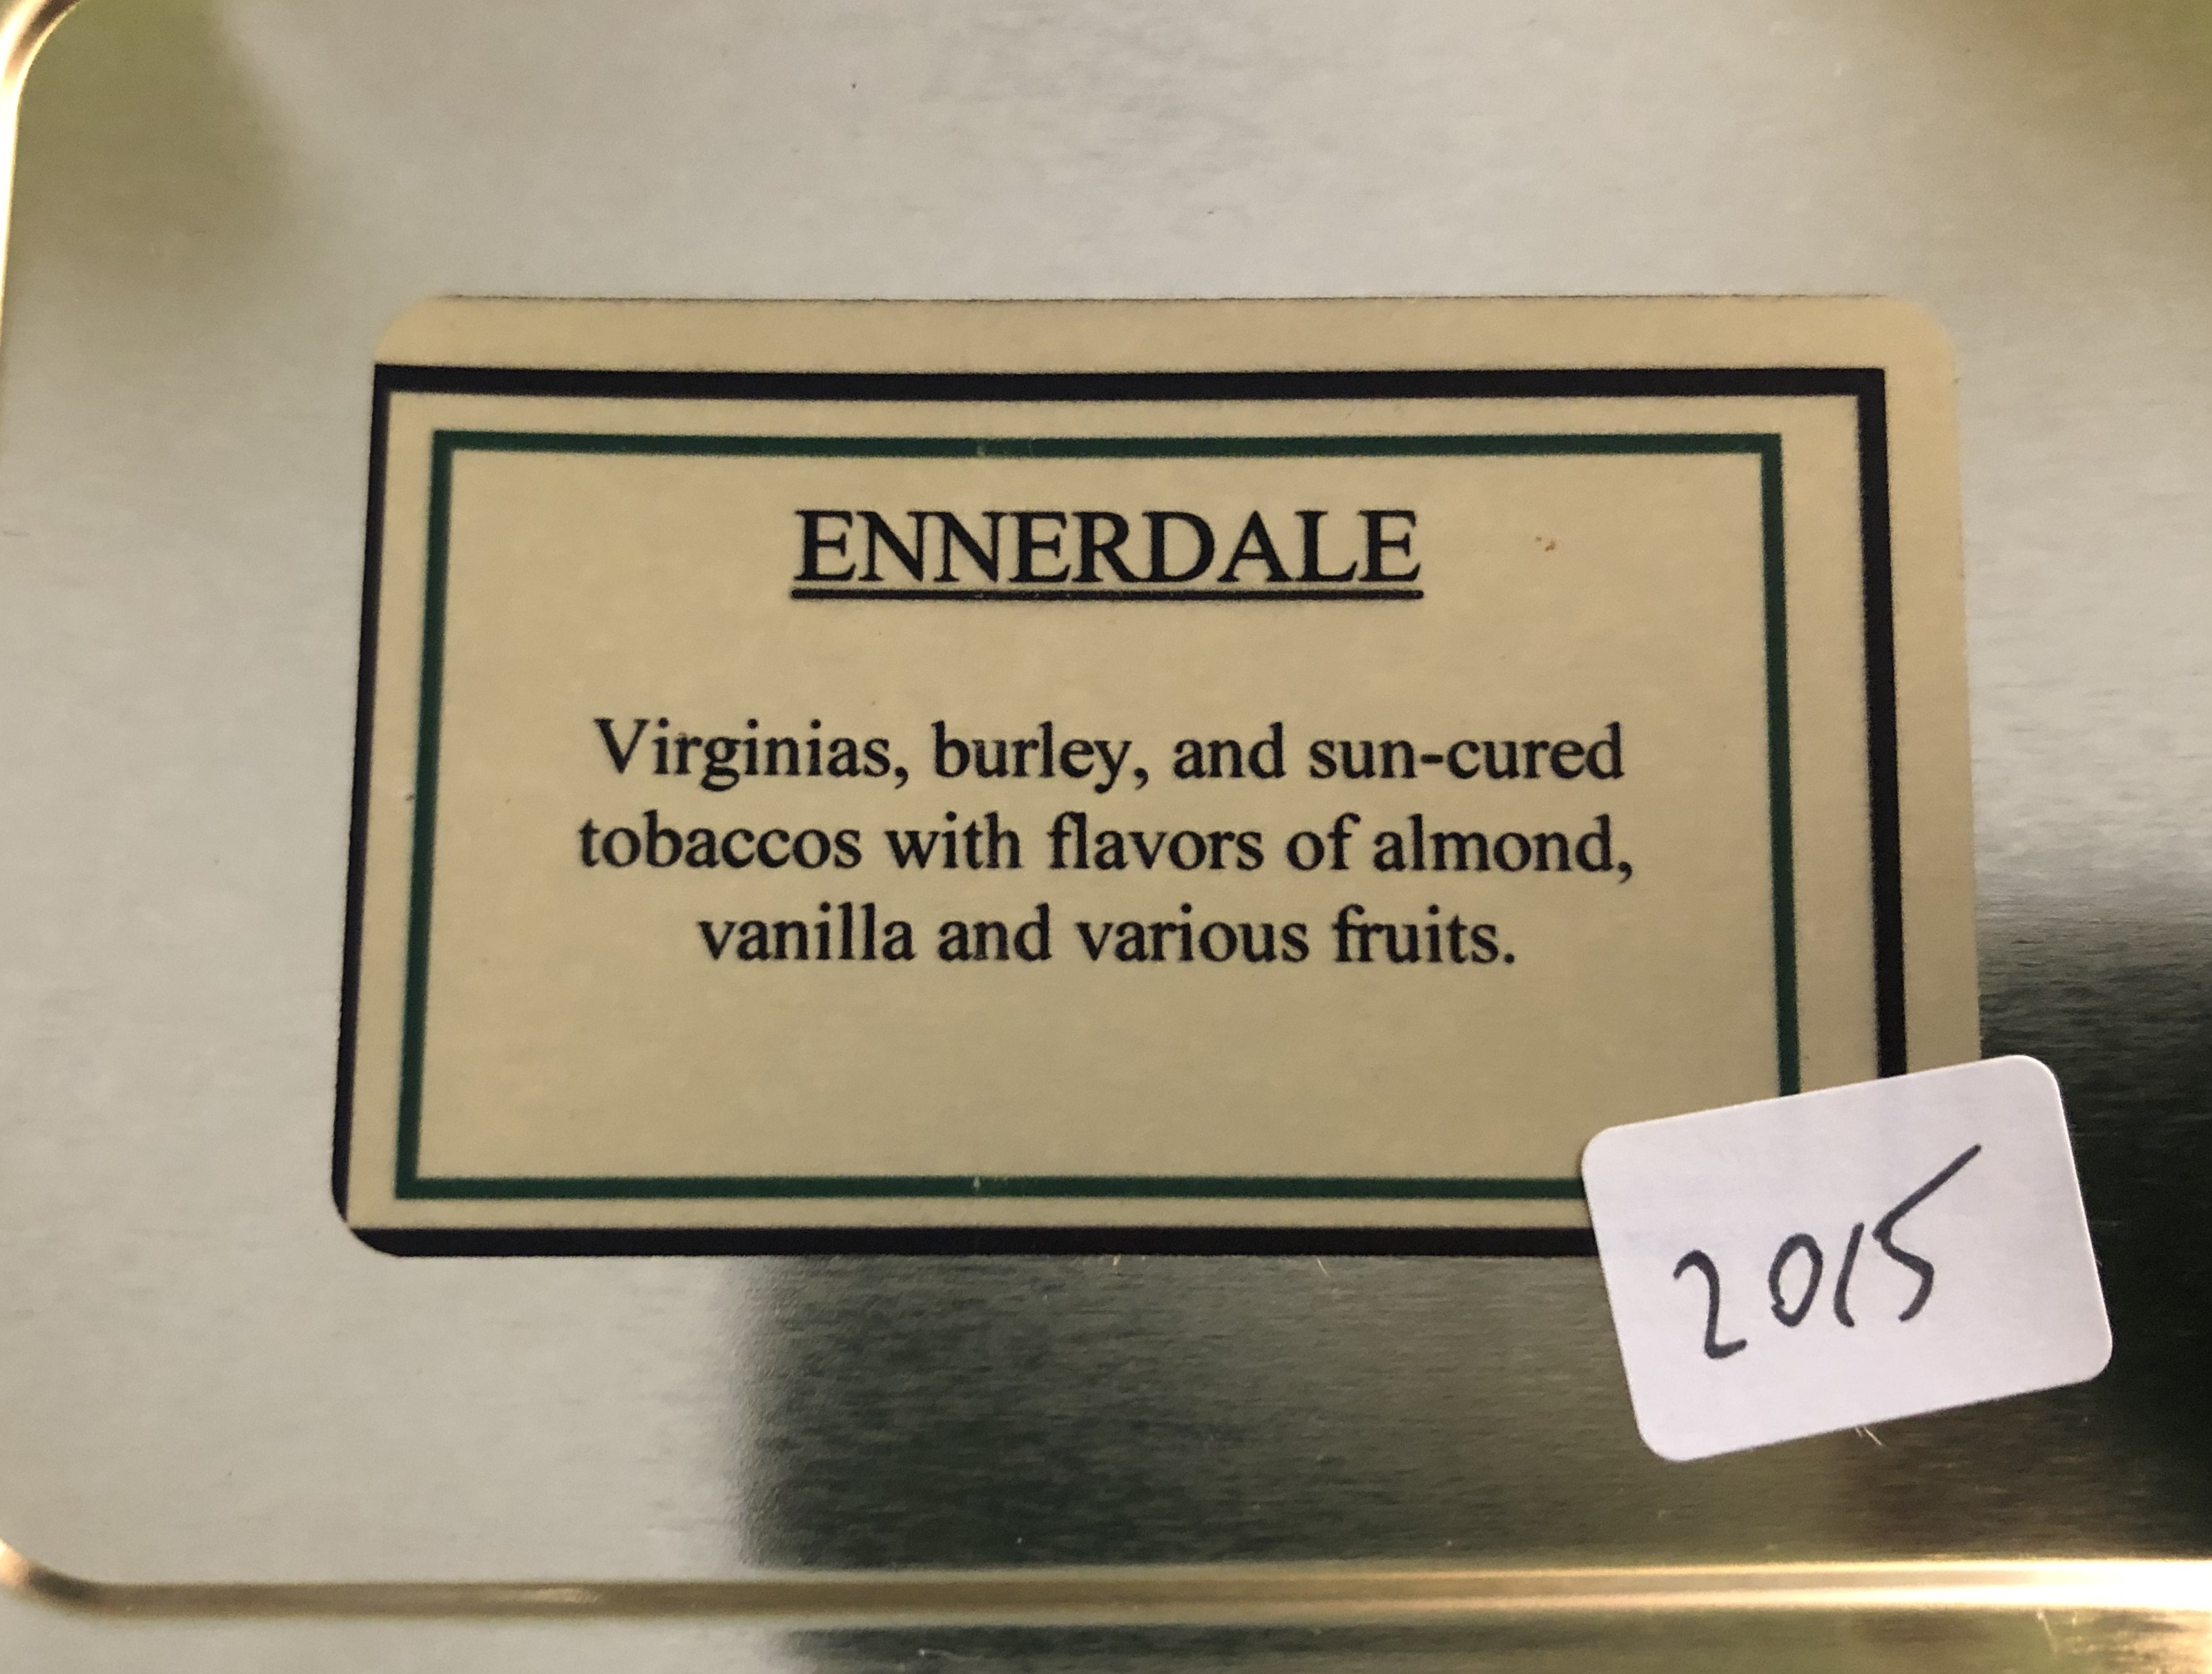 ENNERDALE
Virginias, burley, and sun-cured
tobaccos with flavors of almond,
vanilla and various fruits.
2015